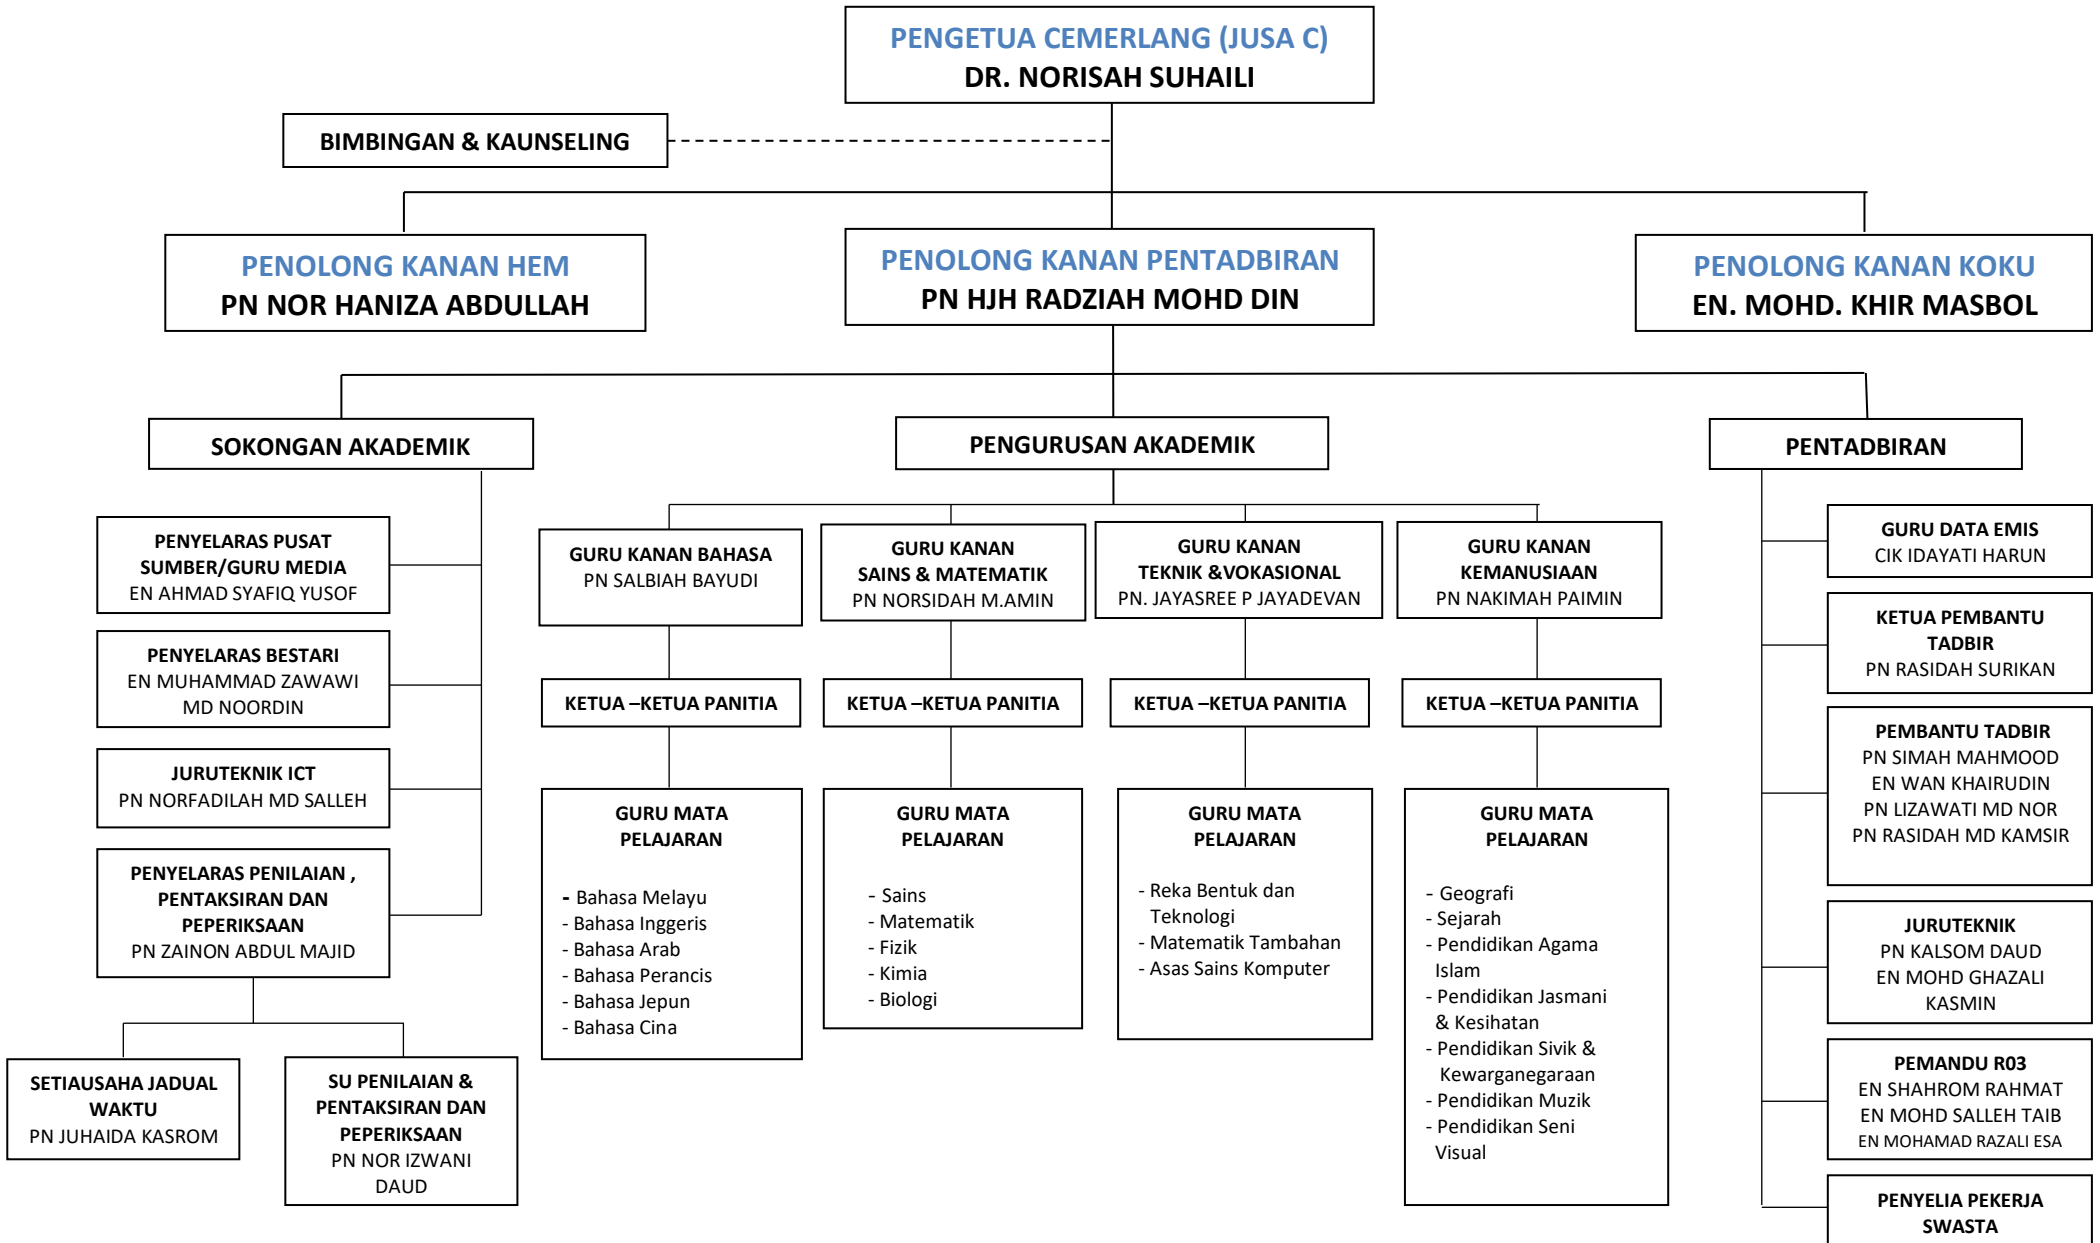 PENGETUA CEMERLANG (JUSA C)
DR. NORISAH SUHAILI
BIMBINGAN & KAUNSELING
PENOLONG KANAN HEM
PN NOR HANIZA ABDULLAH
PENOLONG KANAN PENTADBIRAN
PN HJH RADZIAH MOHD DIN
PENOLONG KANAN KOKU
EN. MOHD. KHIR MASBOL
SOKONGAN AKADEMIK
PENGURUSAN AKADEMIK
PENTADBIRAN
PENYELARAS PUSAT
SUMBER/GURU MEDIA
EN AHMAD SYAFIQ YUSOF
PENYELARAS BESTARI
EN MUHAMMAD ZAWAWI
MD NOORDIN
JURUTEKNIK ICT
PN NORFADILAH MD SALLEH
PENYELARAS PENILAIAN ,
PENTAKSIRAN DAN
PEPERIKSAAN
PN ZAINON ABDUL MAJID
SETIAUSAHA JADUAL
WAKTU
PN JUHAIDA KASROM
SU PENILAIAN &
PENTAKSIRAN DAN
PEPERIKSAAN
PN NOR IZWANI
DAUD
GURU KANAN BAHASA
PN SALBIAH BAYUDI
KETUA –KETUA PANITIA
GURU MATA
PELAJARAN
- Bahasa Melayu
- Bahasa Inggeris
- Bahasa Arab
- Bahasa Perancis
- Bahasa Jepun
- Bahasa Cina
GURU KANAN
SAINS & MATEMATIK
PN NORSIDAH M.AMIN
KETUA –KETUA PANITIA
GURU MATA
PELAJARAN
- Sains
- Matematik
- Fizik
- Kimia
- Biologi
GURU KANAN
TEKNIK &VOKASIONAL
PN. JAYASREE P JAYADEVAN
KETUA –KETUA PANITIA
GURU MATA
PELAJARAN
- Reka Bentuk dan
Teknologi
- Matematik Tambahan
- Asas Sains Komputer
GURU KANAN
KEMANUSIAAN
PN NAKIMAH PAIMIN
KETUA –KETUA PANITIA
GURU MATA
PELAJARAN
- Geografi
- Sejarah
- Pendidikan Agama
Islam
- Pendidikan Jasmani
& Kesihatan
- Pendidikan Sivik &
Kewarganegaraan
- Pendidikan Muzik
- Pendidikan Seni
Visual
GURU DATA EMIS
CIK IDAYATI HARUN
KETUA PEMBANTU
TADBIR
PN RASIDAH SURIKAN
PEMBANTU TADBIR
PN SIMAH MAHMOOD
EN WAN KHAIRUDIN
PN LIZAWATI MD NOR
PN RASIDAH MD KAMSIR
JURUTEKNIK
PN KALSOM DAUD
EN MOHD GHAZALI
KASMIN
PEMANDU R03
EN SHAHROM RAHMAT
EN MOHD SALLEH TAIB
EN MOHAMAD RAZALI ESA
PENYELIA PEKERJA
SWASTA